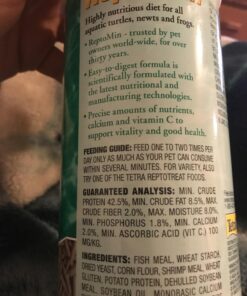 Highly nutritious diet for all
aquatic turtles, newts and frogs.
• ReptoMin - trusted by pet
owners world-wide, for over
thirty years.
• Easy-to-digest formula is
scientifically formulated with
the latest nutritional and
manufacturing technologies.
• Precise amounts of nutrients,
calcium and vitamin C to
support vitality and good health.
FEEDING GUIDE: FEED ONE TO TWO TIMES PER
DAY ONLY AS MUCH AS YOUR PET CAN CONSUME
WITHIN SEVERAL MINUTES. FOR VARIETY, ALSO
TRY ONE OF THE TETRA REPTOTREAT FOODS.
GUARANTEED ANALYSIS: MIN. CRUDE
PROTEIN 42.5%, MIN. CRUDE FAT 8.5%, MAX.
CRUDE FIBER 2.0%, MAX. MOISTURE 8.0%,
MIN. PHOSPHORUS 1.8%, MIN. CALCIUM
2.0%, MIN. ASCORBIC ACID (VIT C.) 100
MG/KG.
INGREDIENTS: FISH MEAL, WHEAT STARCH,
DRIED YEAST, CORN FLOUR, SHRIMP MEAL, WHEAT
GLUTEN, POTATO PROTEIN, DEHULLED SOYBEAN
MEAL, SOYBEAN OIL, MONOBASIC CALCIUM